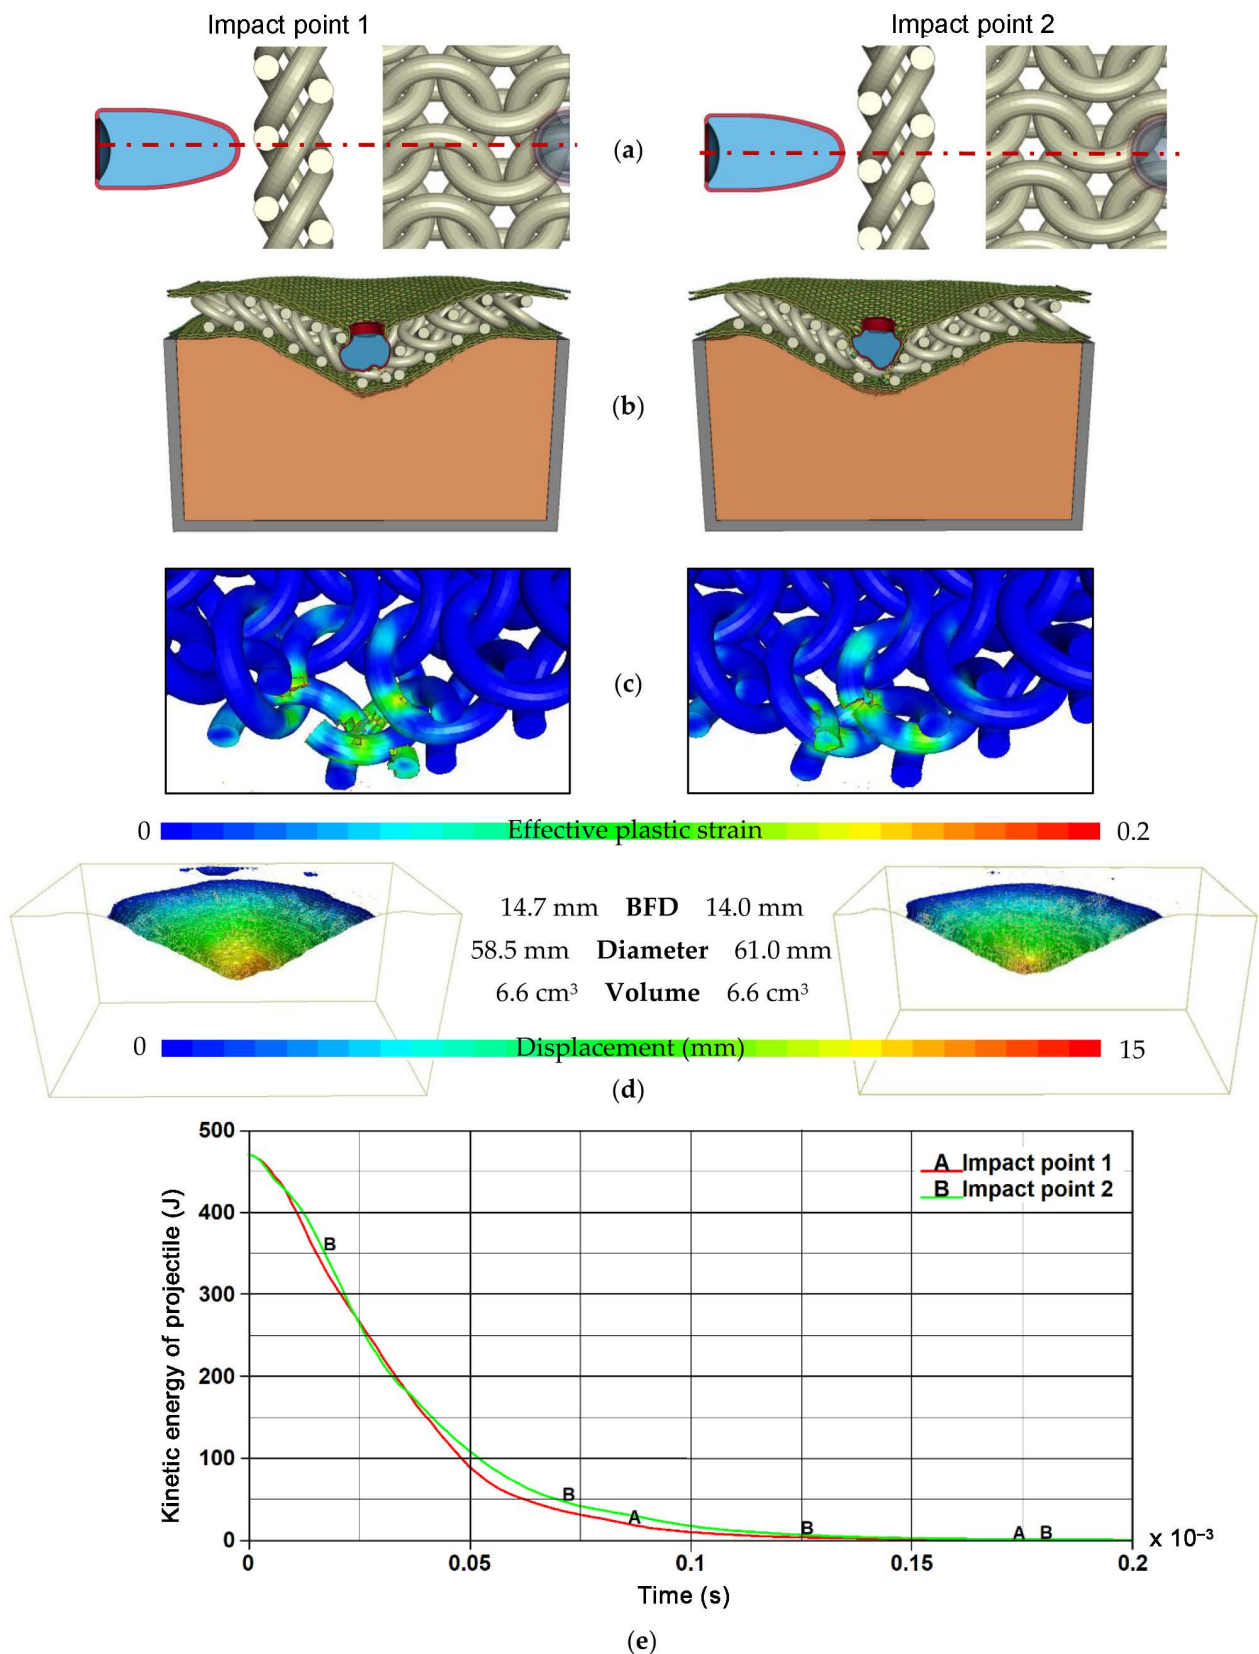 Impact point 1
Impact point 2
(a)
(b)
(c)
0 Effective plastic strain 0.2
14.7 mm BFD 14.0 mm
58.5 mm Diameter 61.0 mm
6.6 cm³ Volume 6.6 cm³
0 Displacement (mm) 15
(d)
500
400
300
200
100
0
Kinetic energy of projectile (J)
A Impact point 1
B Impact point 2
B
B
A
B
A
B
0 0.05 0.1 0.15 0.2
x 10⁻³
Time (s)
(e)